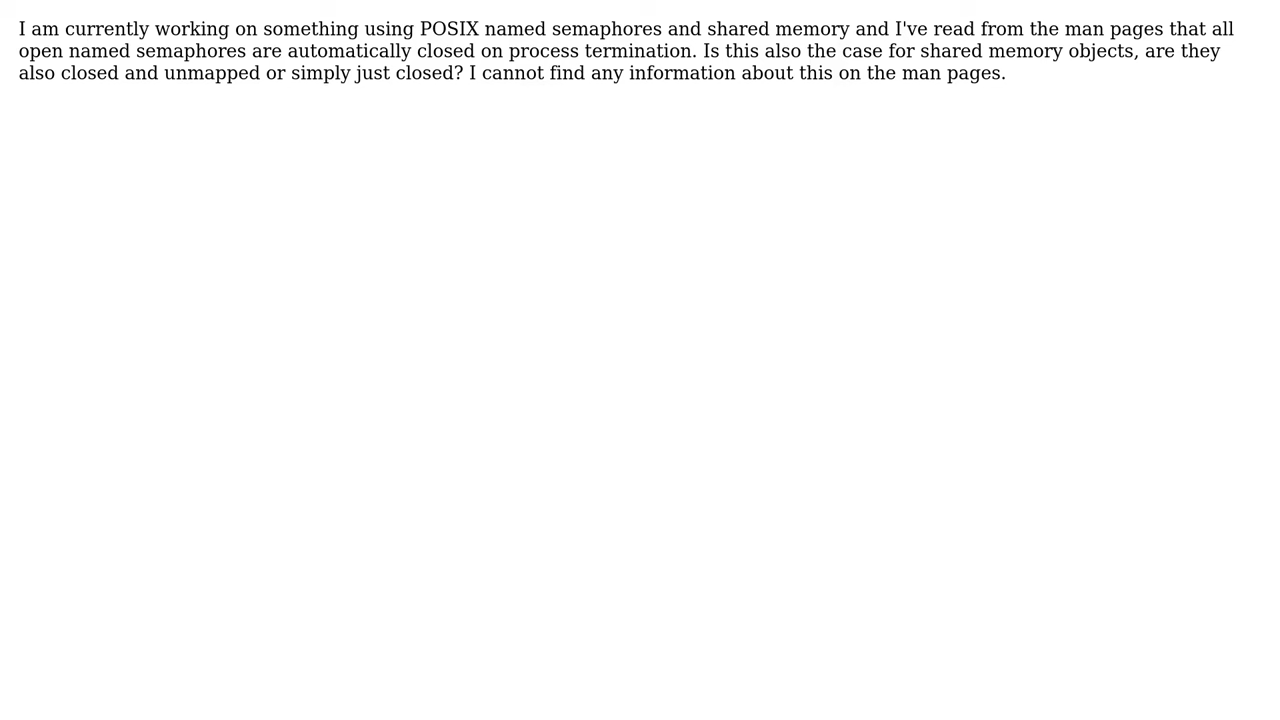 I am currently working on something using POSIX named semaphores and shared memory and I've read from the man pages that all
open named semaphores are automatically closed on process termination. Is this also the case for shared memory objects, are they
also closed and unmapped or simply just closed? I cannot find any information about this on the man pages.